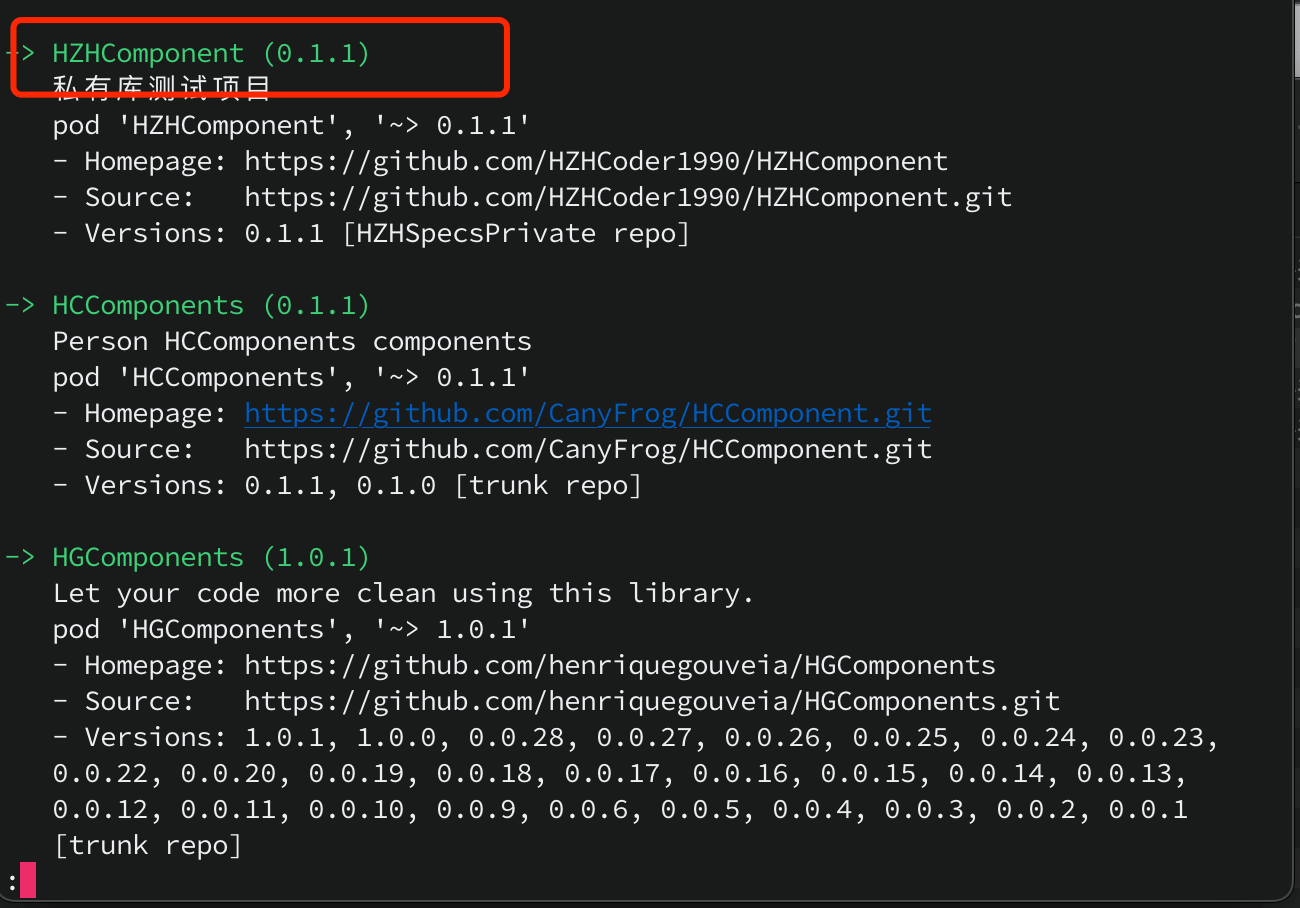 -> HZHComponent (0.1.1)
私有库测试项目
pod 'HZHComponent', '~> 0.1.1'
- Homepage: https://github.com/HZHCoder1990/HZHComponent
- Source:   https://github.com/HZHCoder1990/HZHComponent.git
- Versions: 0.1.1 [HZHSpecsPrivate repo]
-> HCComponents (0.1.1)
Person HCComponents components
pod 'HCComponents', '~> 0.1.1'
- Homepage: https://github.com/CanyFrog/HCComponent.git
- Source:   https://github.com/CanyFrog/HCComponent.git
- Versions: 0.1.1, 0.1.0 [trunk repo]
-> HGComponents (1.0.1)
Let your code more clean using this library.
pod 'HGComponents', '~> 1.0.1'
- Homepage: https://github.com/henriquegouveia/HGComponents
- Source:   https://github.com/henriquegouveia/HGComponents.git
- Versions: 1.0.1, 1.0.0, 0.0.28, 0.0.27, 0.0.26, 0.0.25, 0.0.24, 0.0.23,
0.0.22, 0.0.20, 0.0.19, 0.0.18, 0.0.17, 0.0.16, 0.0.15, 0.0.14, 0.0.13,
0.0.12, 0.0.11, 0.0.10, 0.0.9, 0.0.6, 0.0.5, 0.0.4, 0.0.3, 0.0.2, 0.0.1
[trunk repo]
: